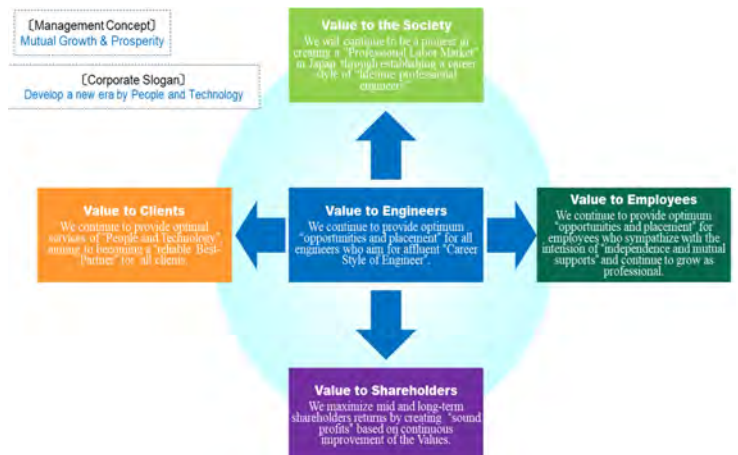 〔Management Concept〕
Mutual Growth & Prosperity
〔Corporate Slogan〕
Develop a new era by People and Technology
Value to the Society
We will continue to be a pioneer in
creating a "Professional Labor Market"
in Japan through establishing a career
style of "lifetime professional
engineer".
Value to Clients
We continue to provide optimal
services of "People and Technology"
aiming to becoming a "reliable Best-
Partner" for all clients.
Value to Engineers
We continue to provide optimum
"opportunities and placement" for all
engineers who aim for affluent "Career
Style of Engineer".
Value to Employees
We continue to provide optimum
"opportunities and placement" for
employees who sympathize with the
intension of "independence and mutual
supports" and continue to grow as
professional.
Value to Shareholders
We maximize mid and long-term
shareholders returns by creating "sound
profits" based on continuous
improvement of the Values.